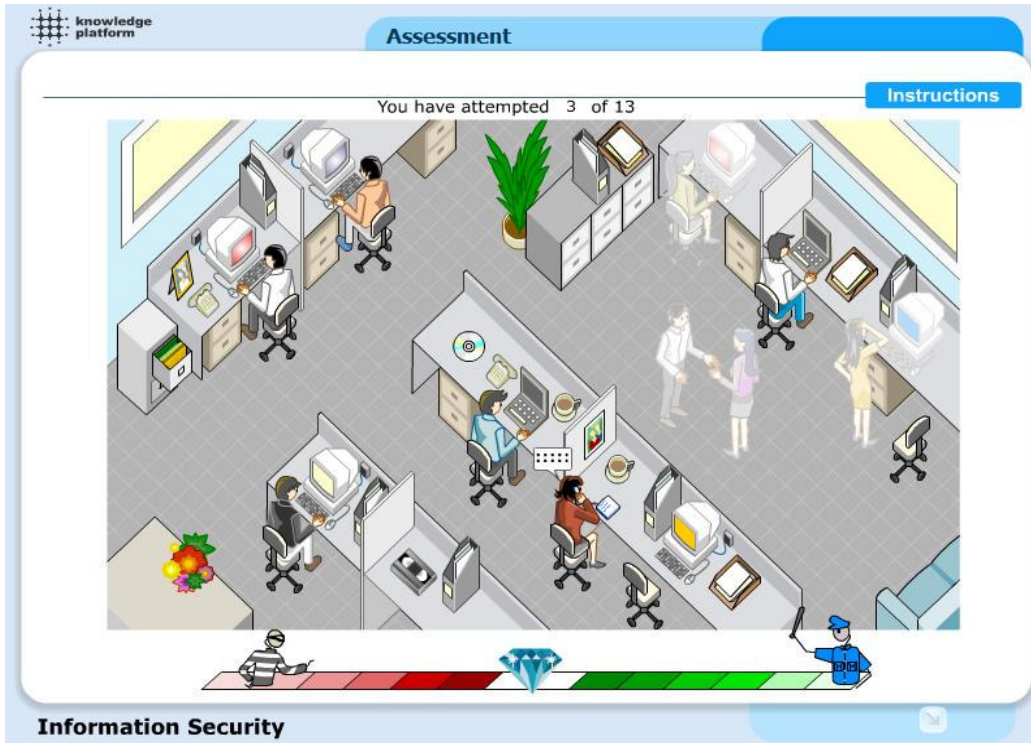 knowledge
platform
Assessment
Instructions
You have attempted 3 of 13
Information Security